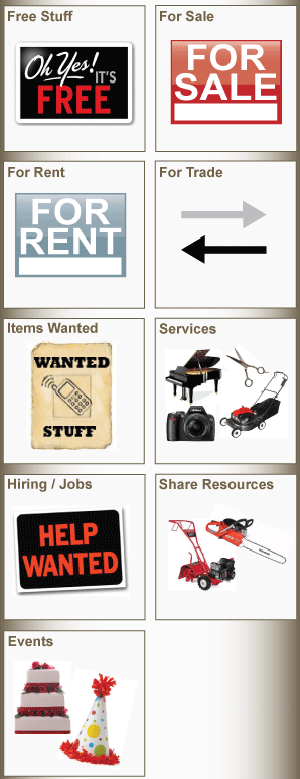 Free Stuff
Oh Yes!
IT'S
FREE
For Sale
FOR
SALE
For Rent
FOR
RENT
For Trade
Items Wanted
WANTED
STUFF
Services
Hiring / Jobs
HELP
WANTED
Share Resources
Events